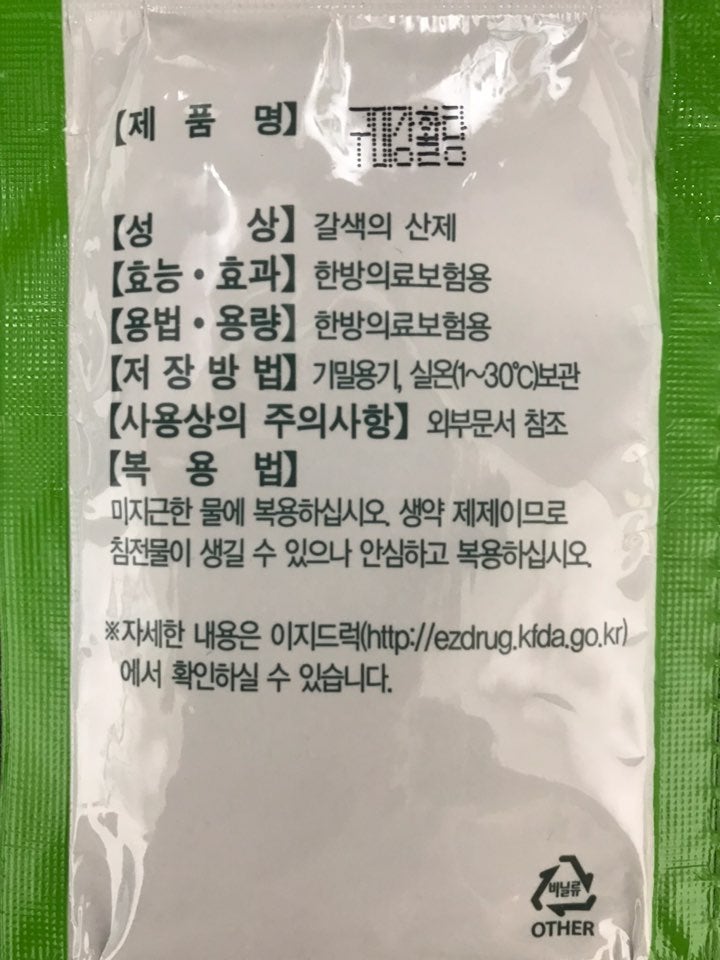 【제 품 명】 구미강활탕
【성 상】 갈색의 산제
【효능·효과】 한방의료보험용
【용법·용량】 한방의료보험용
【저 장 방 법】 기밀용기, 실온(1~30℃)보관
【사용상의 주의사항】 외부문서 참조
【복 용 법】
미지근한 물에 복용하십시오. 생약 제제이므로
침전물이 생길 수 있으나 안심하고 복용하십시오.
※자세한 내용은 이지드럭(http://ezdrug.kfda.go.kr)
에서 확인하실 수 있습니다.
비닐류
OTHER